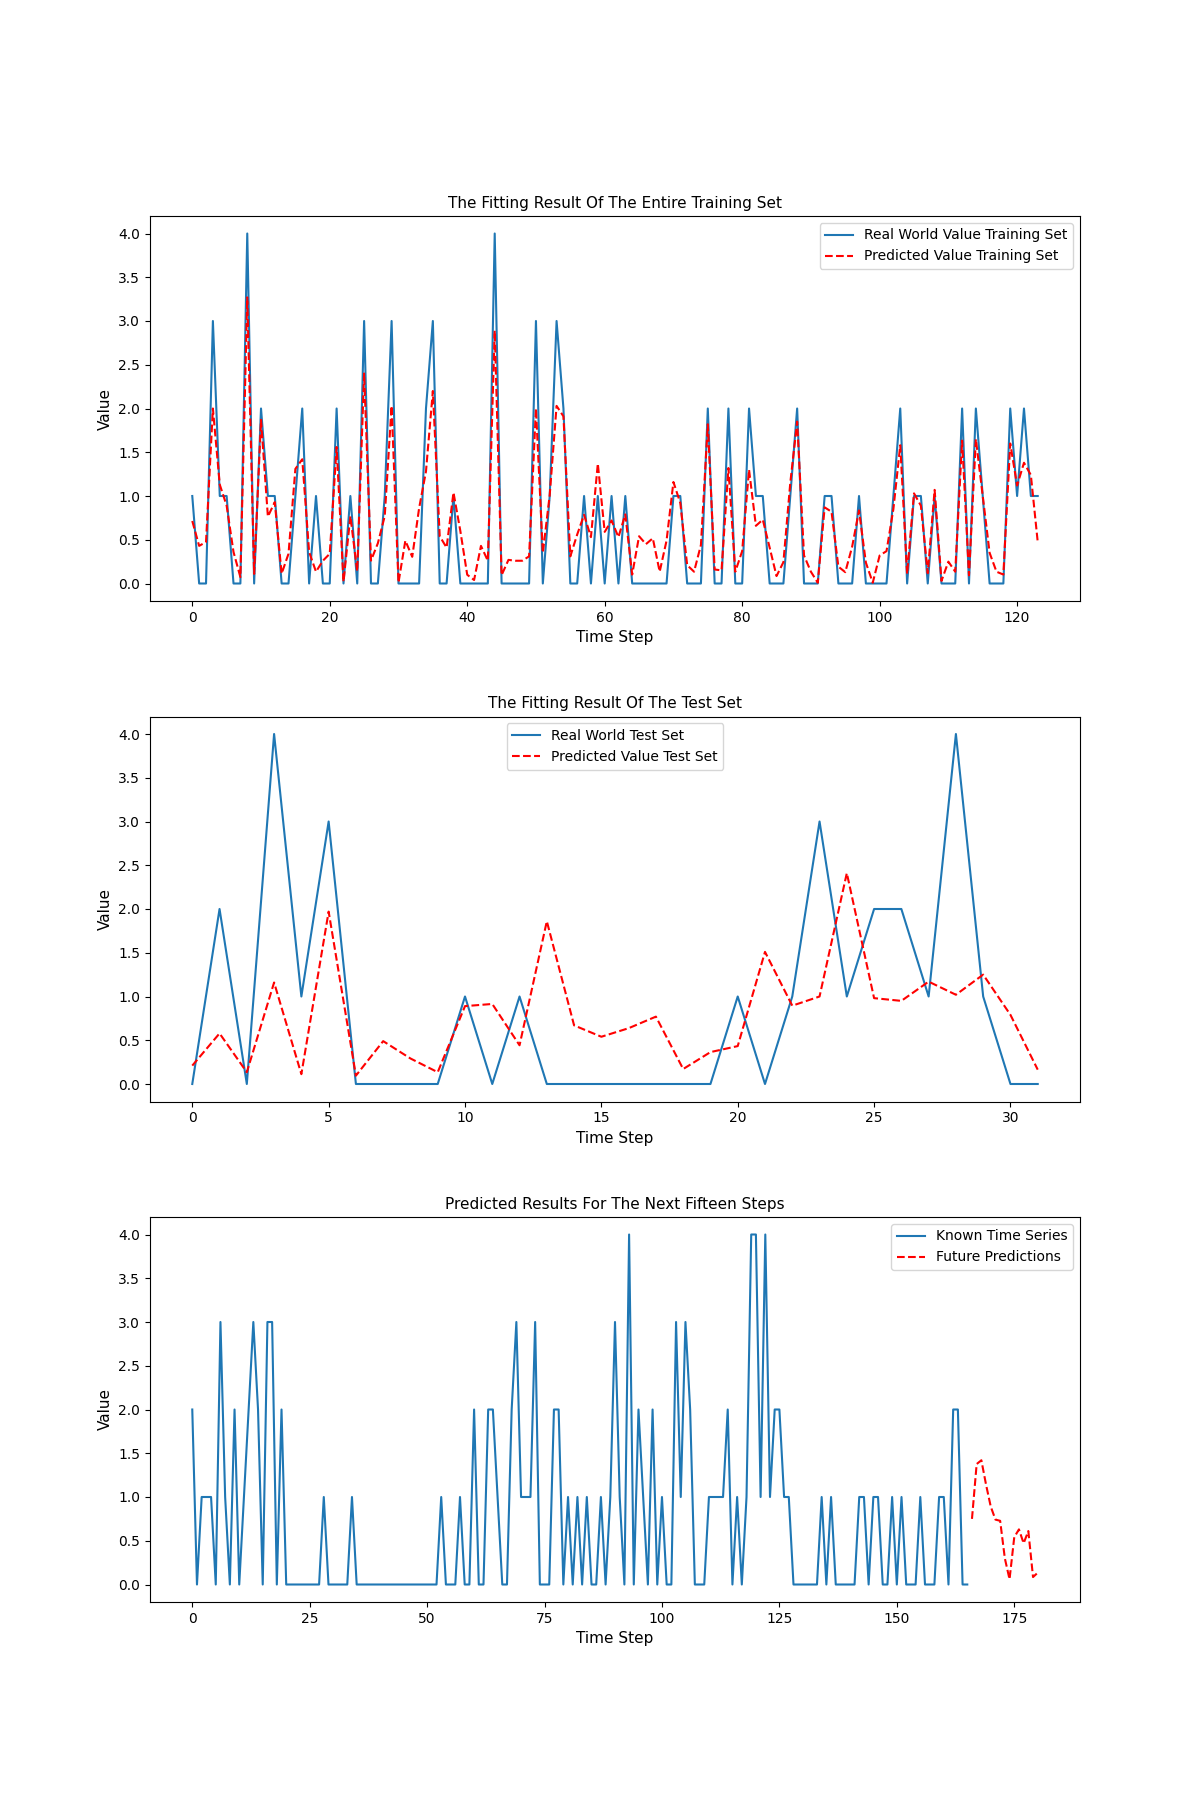 The Fitting Result Of The Entire Training Set
Real World Value Training Set
Predicted Value Training Set
Value
4.0
3.5
3.0
2.5
2.0
1.5
1.0
0.5
0.0
0 20 40 60 80 100 120
Time Step
The Fitting Result Of The Test Set
Real World Test Set
Predicted Value Test Set
Value
4.0
3.5
3.0
2.5
2.0
1.5
1.0
0.5
0.0
0 5 10 15 20 25 30
Time Step
Predicted Results For The Next Fifteen Steps
Known Time Series
Future Predictions
Value
4.0
3.5
3.0
2.5
2.0
1.5
1.0
0.5
0.0
0 25 50 75 100 125 150 175
Time Step